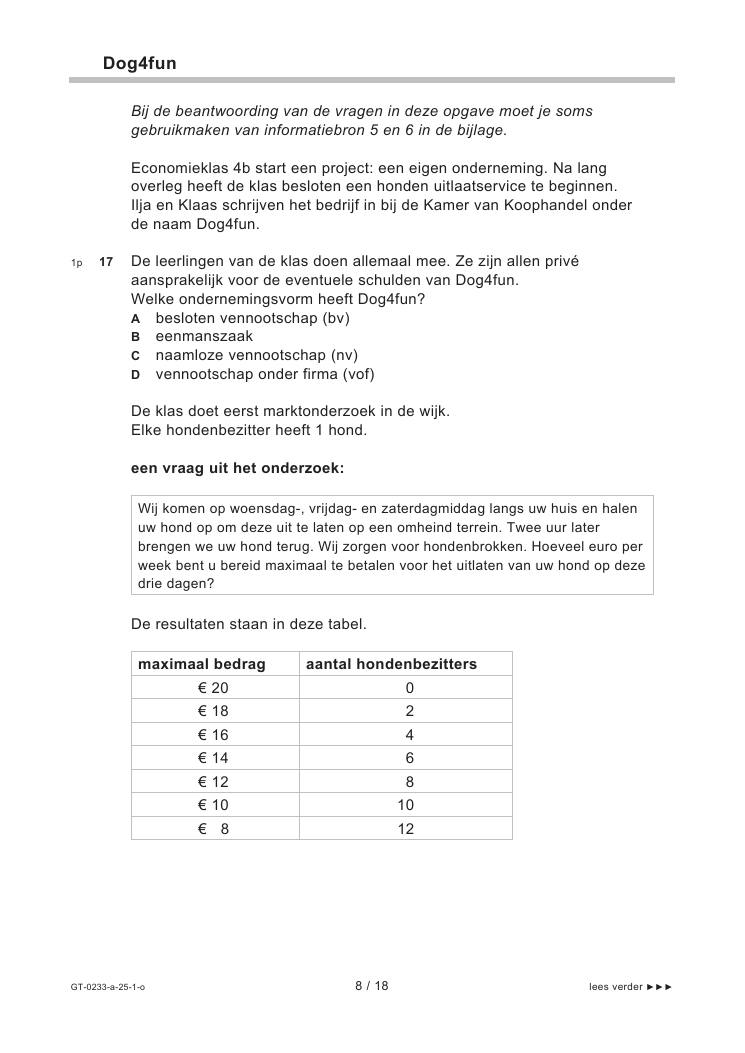 Dog4fun
Bij de beantwoording van de vragen in deze opgave moet je soms
gebruikmaken van informatiebron 5 en 6 in de bijlage.
Economieklas 4b start een project: een eigen onderneming. Na lang
overleg heeft de klas besloten een honden uitlaatservice te beginnen.
Ilja en Klaas schrijven het bedrijf in bij de Kamer van Koophandel onder
de naam Dog4fun.
1p 17 De leerlingen van de klas doen allemaal mee. Ze zijn allen privé
aansprakelijk voor de eventuele schulden van Dog4fun.
Welke ondernemingsvorm heeft Dog4fun?
A besloten vennootschap (bv)
B eenmanszaak
C naamloze vennootschap (nv)
D vennootschap onder firma (vof)
De klas doet eerst marktonderzoek in de wijk.
Elke hondenbezitter heeft 1 hond.
een vraag uit het onderzoek:
Wij komen op woensdag-, vrijdag- en zaterdagmiddag langs uw huis en halen
uw hond op om deze uit te laten op een omheind terrein. Twee uur later
brengen we uw hond terug. Wij zorgen voor hondenbrokken. Hoeveel euro per
week bent u bereid maximaal te betalen voor het uitlaten van uw hond op deze
drie dagen?
De resultaten staan in deze tabel.
maximaal bedrag aantal hondenbezitters
€ 20 0
€ 18 2
€ 16 4
€ 14 6
€ 12 8
€ 10 10
€ 8 12
GT-0233-a-25-1-o 8 / 18 lees verder ►►►